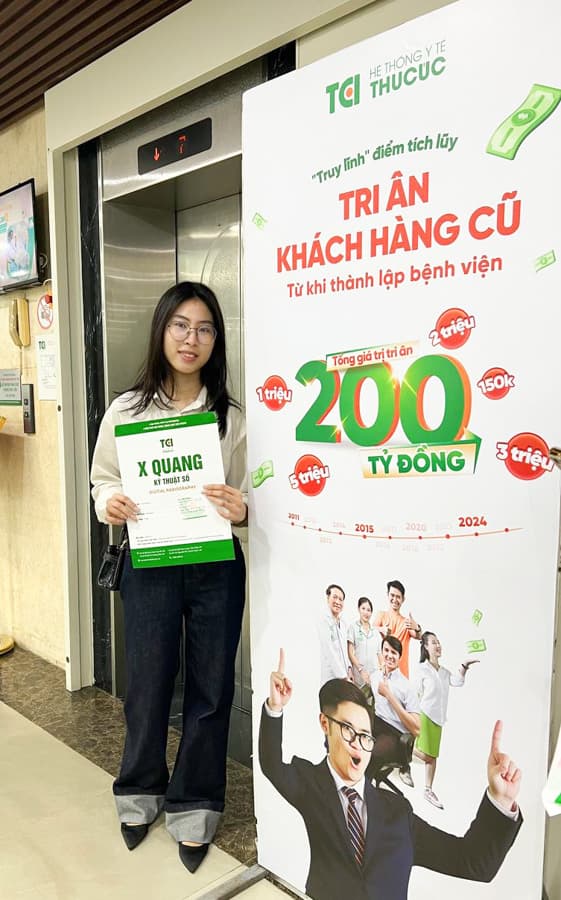 7
TCI HỆ THỐNG Y TẾ
THU CÚC
"Truy lĩnh" điểm tích lũy
TRI ÂN
KHÁCH HÀNG CŨ
Từ khi thành lập bệnh viện
Tổng giá trị tri ân
200
TỶ ĐỒNG
2 triệu
1 triệu
150k
5 triệu
3 triệu
2011
2015
2020
2024
TCI
X QUANG
KỸ THUẬT SỐ
DIGITAL RADIOGRAPHY